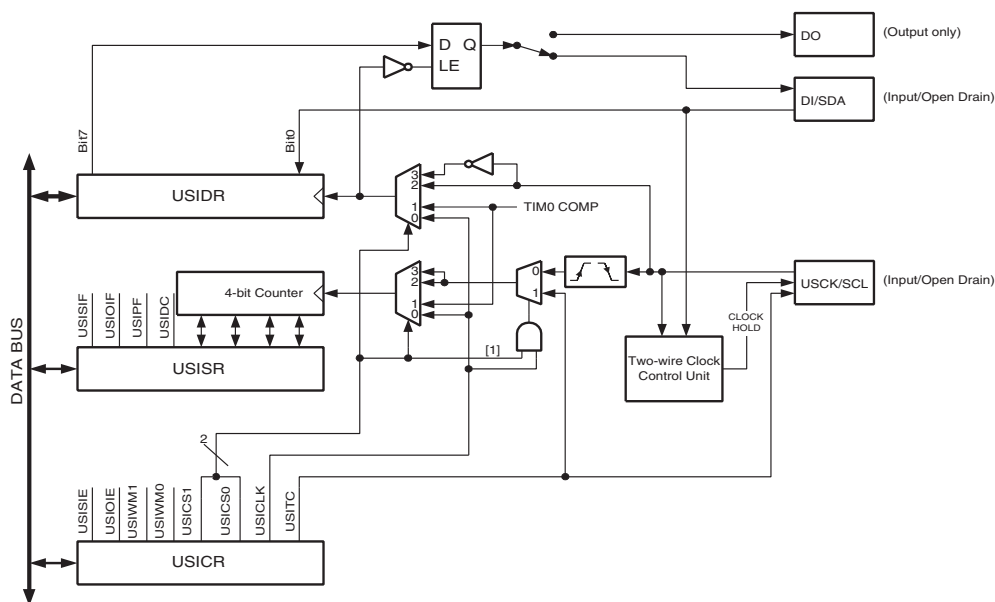 D Q
LE
DO
(Output only)
DI/SDA
(Input/Open Drain)
Bit7
Bit0
USIDR
3
2
1
0
TIM0 COMP
4-bit Counter
3
2
1
0
0
1
USCK/SCL
(Input/Open Drain)
CLOCK
HOLD
[1]
Two-wire Clock
Control Unit
USISIF
USIOIF
USIPF
USIDC
USISR
DATA BUS
2
USISIE
USIOIE
USIWM1
USIWM0
USICS1
USICS0
USICLK
USITC
USICR